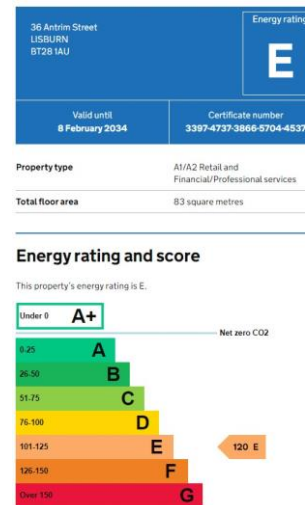 36 Antrim Street
LISBURN
BT28 1AU
Energy rating
E
Valid until
8 February 2034
Certificate number
3397-4737-3866-5704-4537
Property type
A1/A2 Retail and
Financial/Professional services
Total floor area
83 square metres
Energy rating and score
This property's energy rating is E.
Under 0 A+
Net zero CO2
0-25 A
26-50 B
51-75 C
76-100 D
101-125 E
120 E
126-150 F
Over 150 G